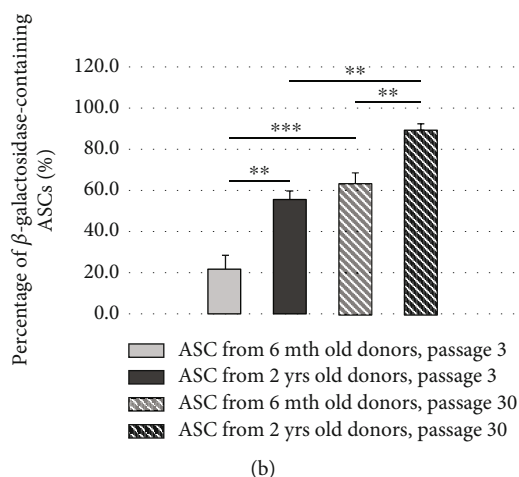 Percentage of β-galactosidase-containing
ASCs (%)
120.0
100.0
80.0
60.0
40.0
20.0
0.0
**
**
***
**
ASC from 6 mth old donors, passage 3
ASC from 2 yrs old donors, passage 3
ASC from 6 mth old donors, passage 30
ASC from 2 yrs old donors, passage 30
(b)